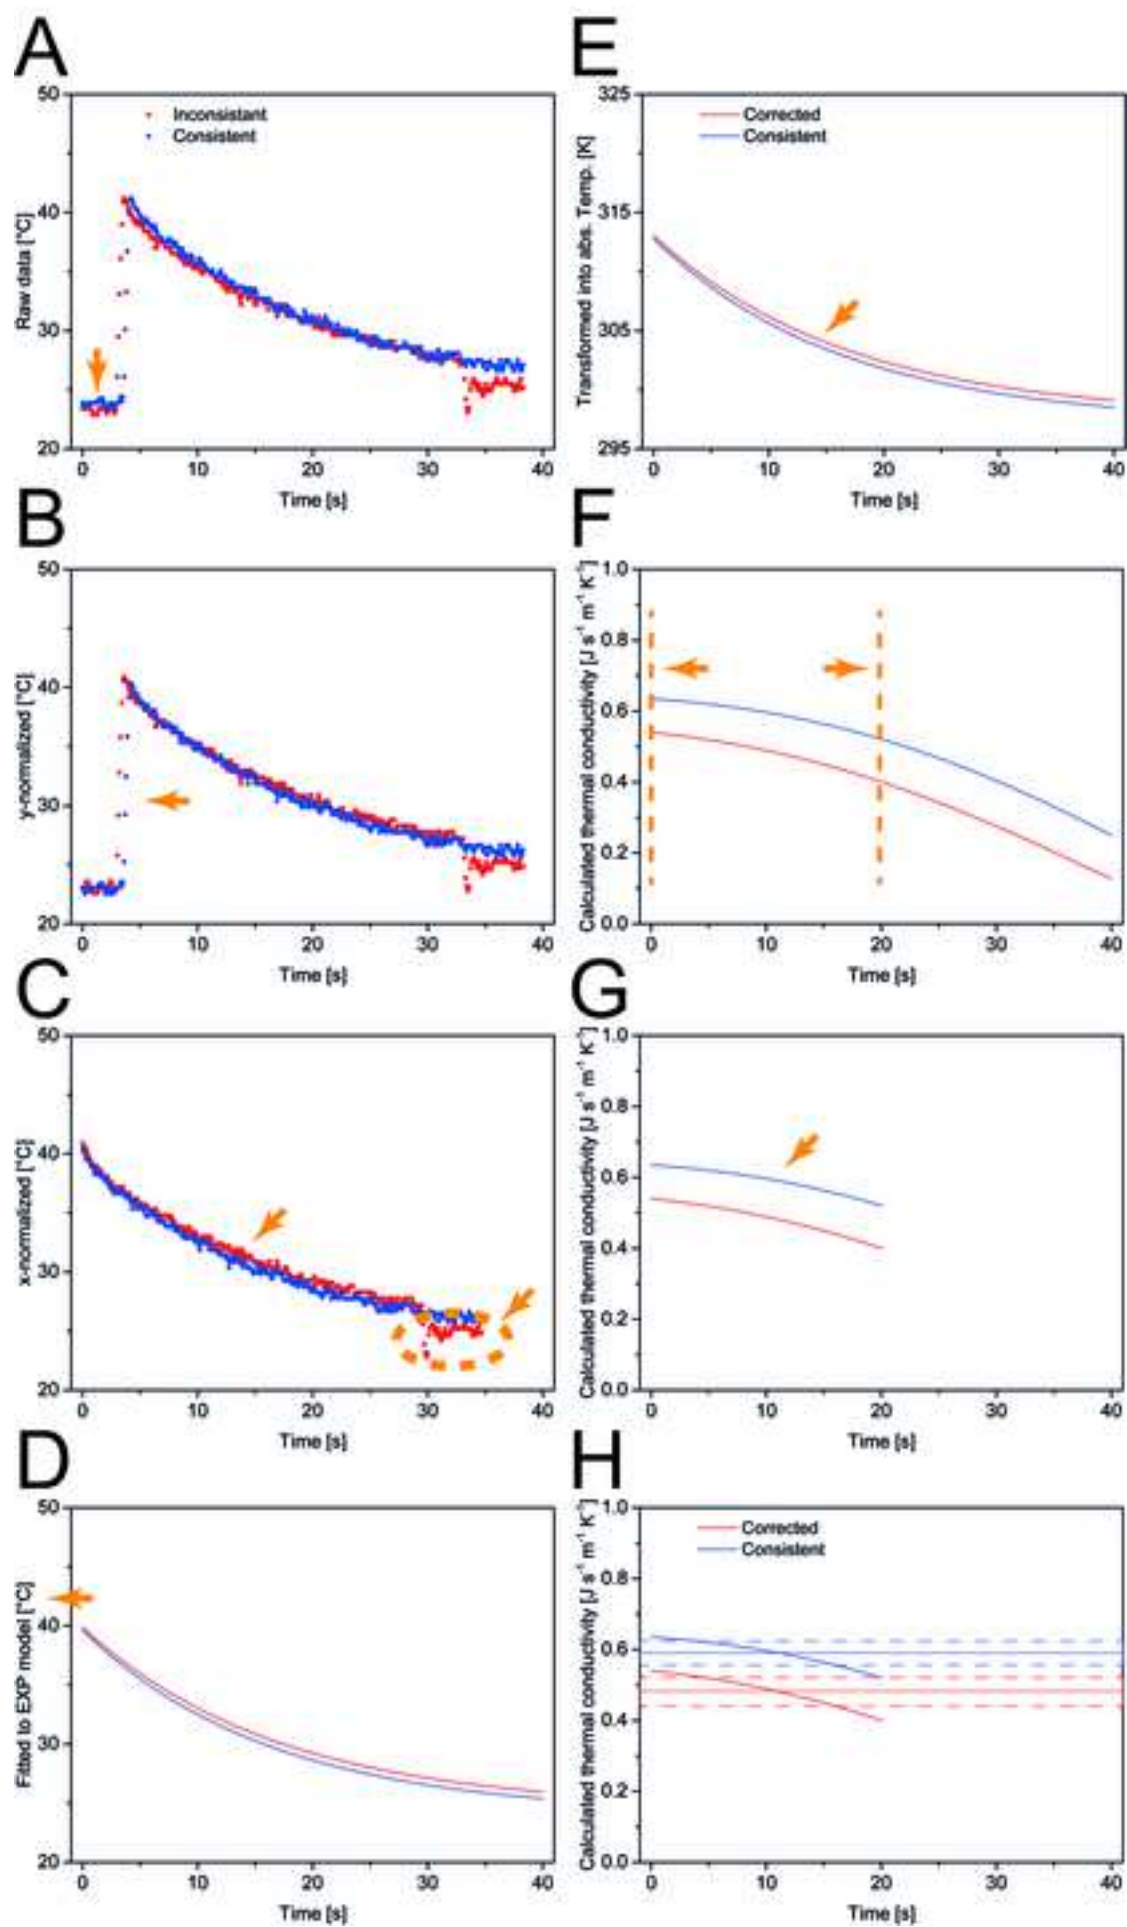 A
50
40
30
20
Raw data [°C]
Inconsistant
Consistent
0 10 20 30 40
Time [s]
E
325
315
305
295
Transformed into abs. Temp. [K]
Corrected
Consistent
0 10 20 30 40
Time [s]
B
50
40
30
20
y-normalized [°C]
0 10 20 30 40
Time [s]
F
1.0
0.8
0.6
0.4
0.2
0.0
Calculated thermal conductivity [J s⁻¹ m⁻¹ K⁻¹]
0 10 20 30 40
Time [s]
C
50
40
30
20
x-normalized [°C]
0 10 20 30 40
Time [s]
G
1.0
0.8
0.6
0.4
0.2
0.0
Calculated thermal conductivity [J s⁻¹ m⁻¹ K⁻¹]
0 10 20 30 40
Time [s]
D
50
40
30
20
Fitted to EXP model [°C]
0 10 20 30 40
Time [s]
H
1.0
0.8
0.6
0.4
0.2
0.0
Calculated thermal conductivity [J s⁻¹ m⁻¹ K⁻¹]
Corrected
Consistent
0 10 20 30 40
Time [s]